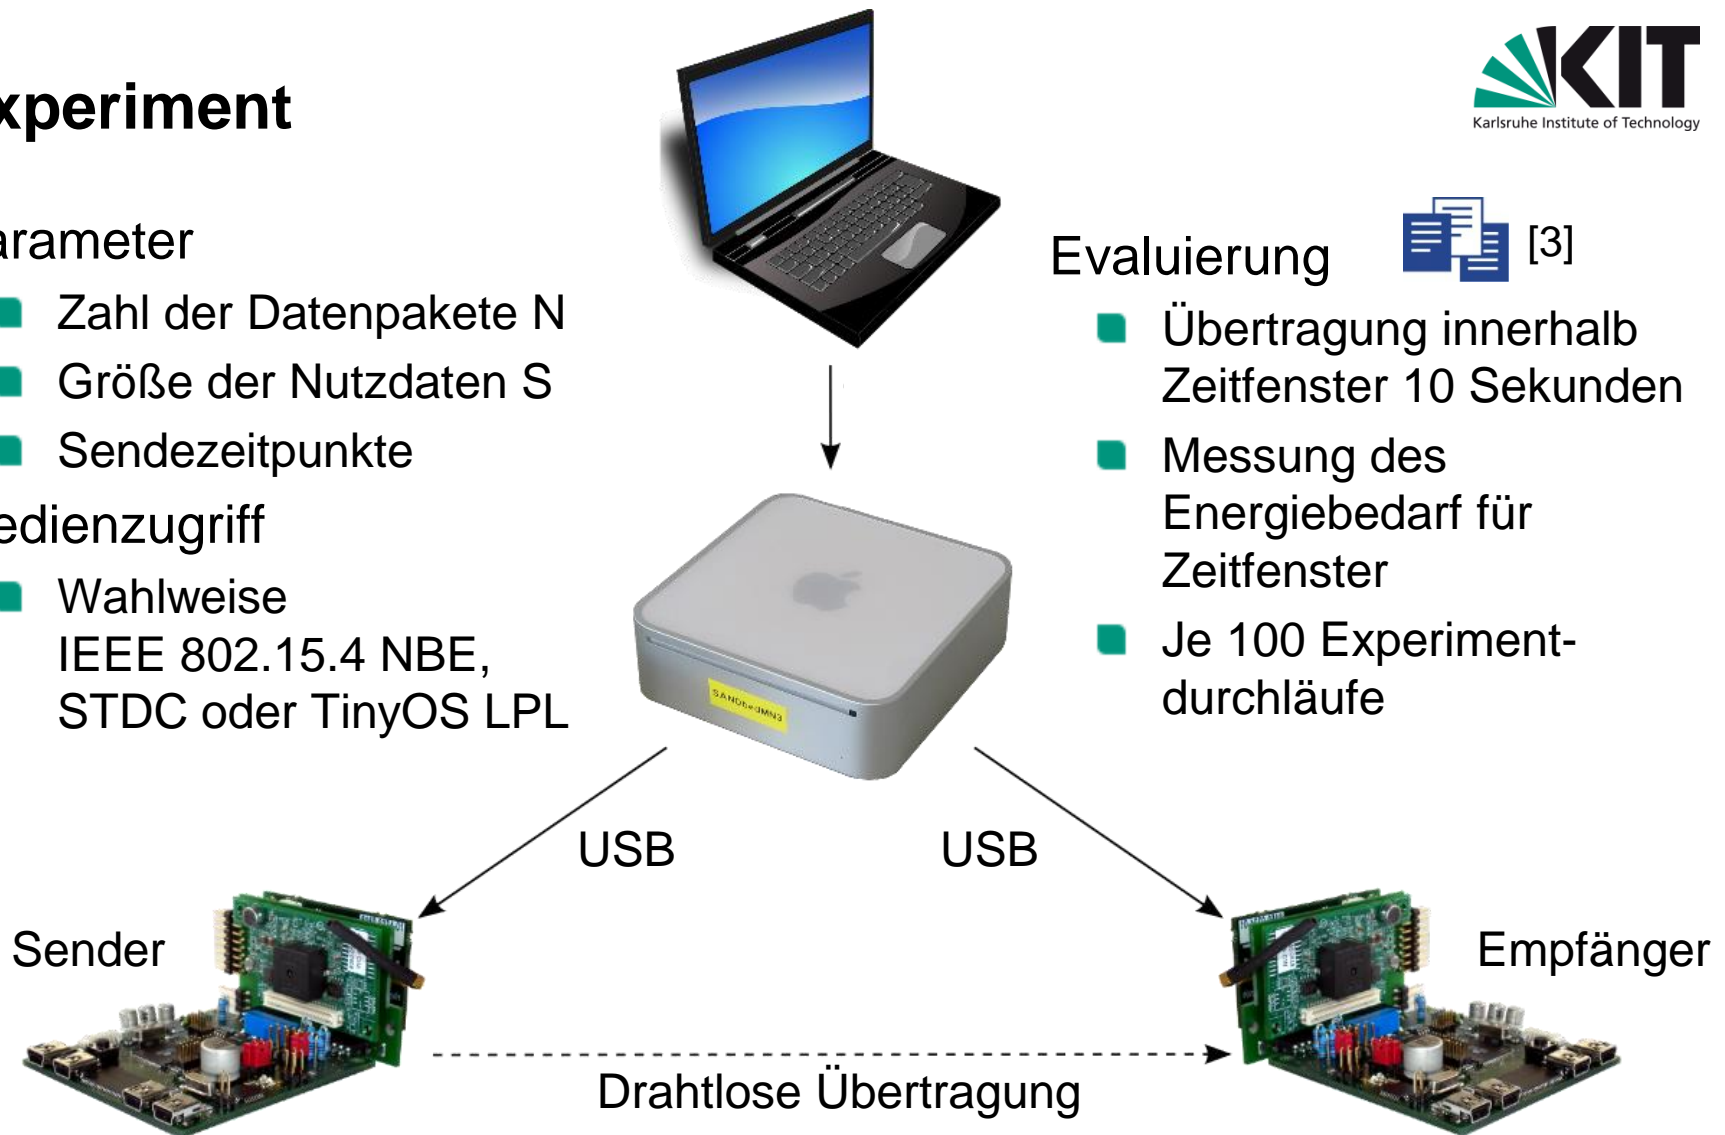 xperiment
KIT
Karlsruhe Institute of Technology
arameter
Zahl der Datenpakete N
Größe der Nutzdaten S
Sendezeitpunkte
edienzugriff
Wahlweise
IEEE 802.15.4 NBE,
STDC oder TinyOS LPL
Evaluierung
[3]
Übertragung innerhalb
Zeitfenster 10 Sekunden
Messung des
Energiebedarf für
Zeitfenster
Je 100 Experiment-
durchläufe
SANDbedMN3
USB
USB
Sender
Empfänger
Drahtlose Übertragung